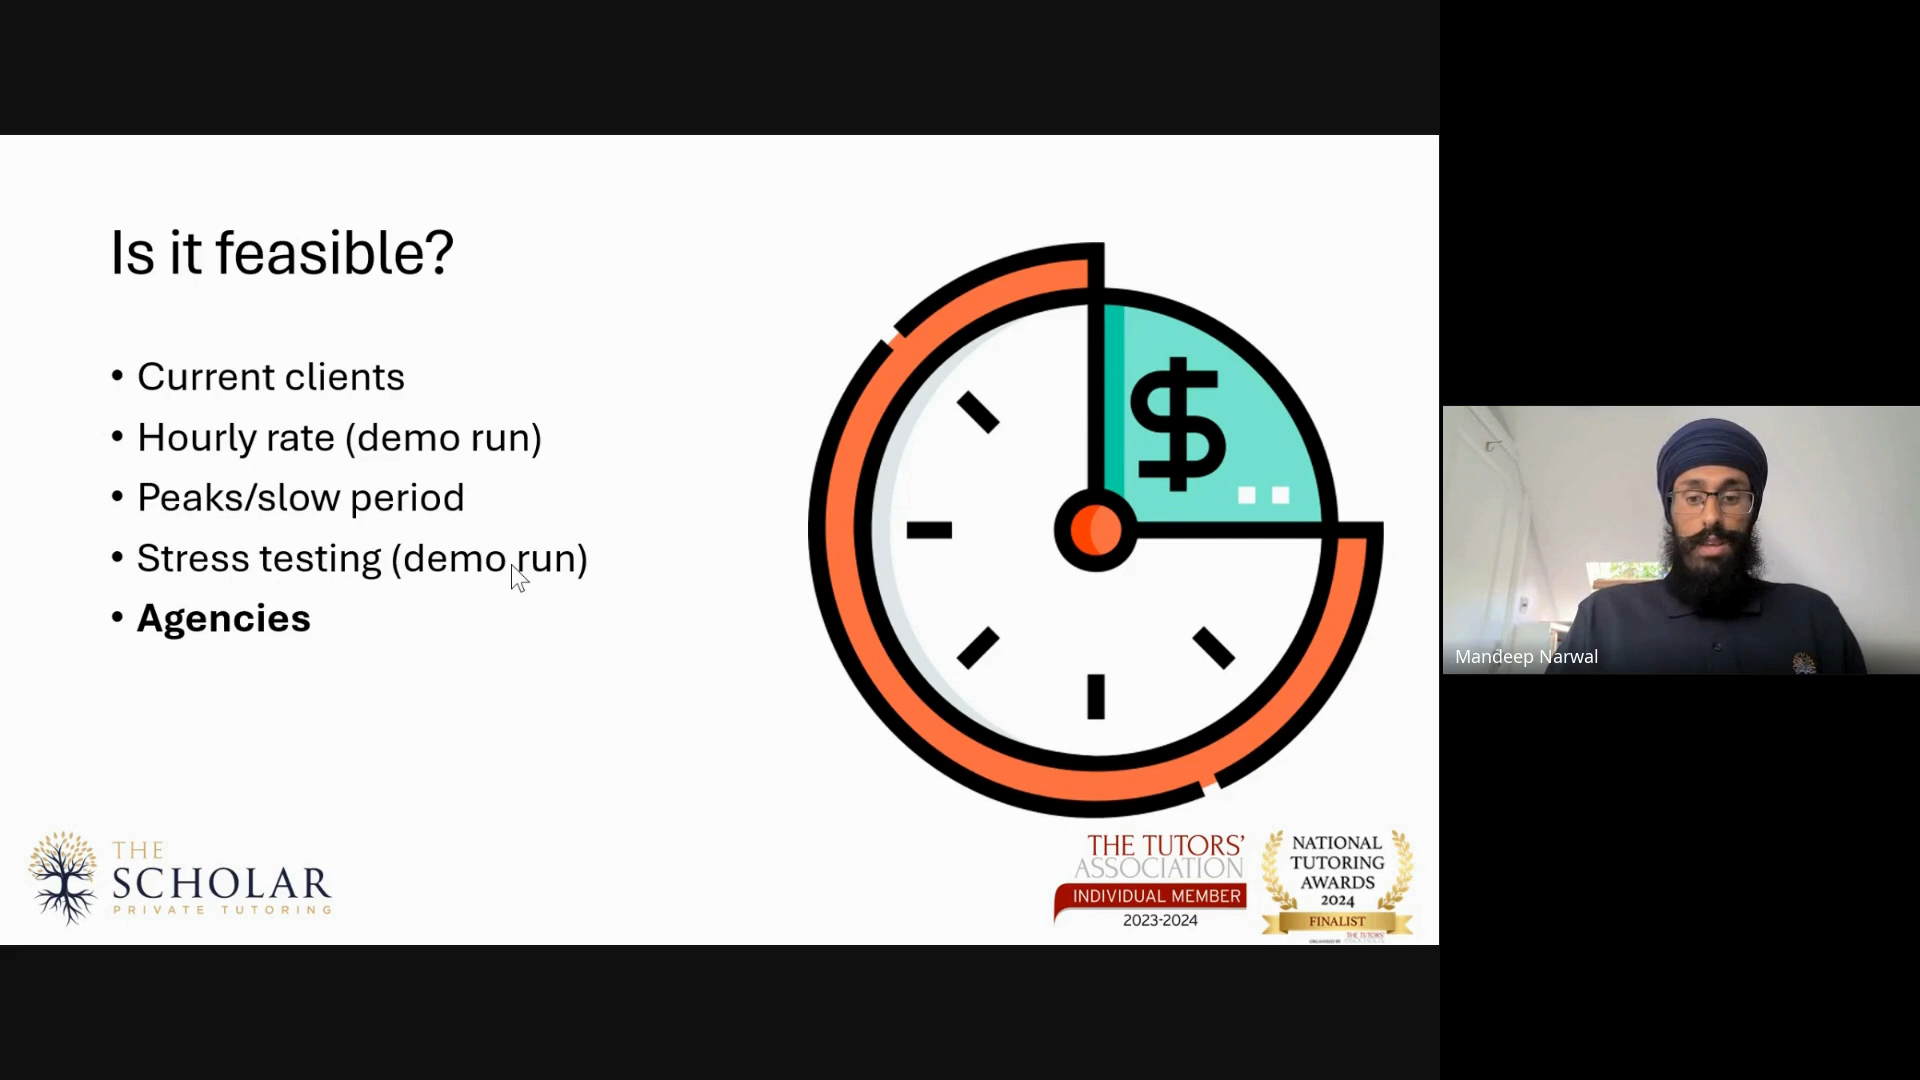 Is it feasible?
• Current clients
• Hourly rate (demo run)
• Peaks/slow period
• Stress testing (demo run)
• Agencies
$
THE
SCHOLAR
PRIVATE TUTORING
THE TUTORS'
ASSOCIATION
INDIVIDUAL MEMBER
2023-2024
NATIONAL
TUTORING
AWARDS
2024
FINALIST
Mandeep Narwal